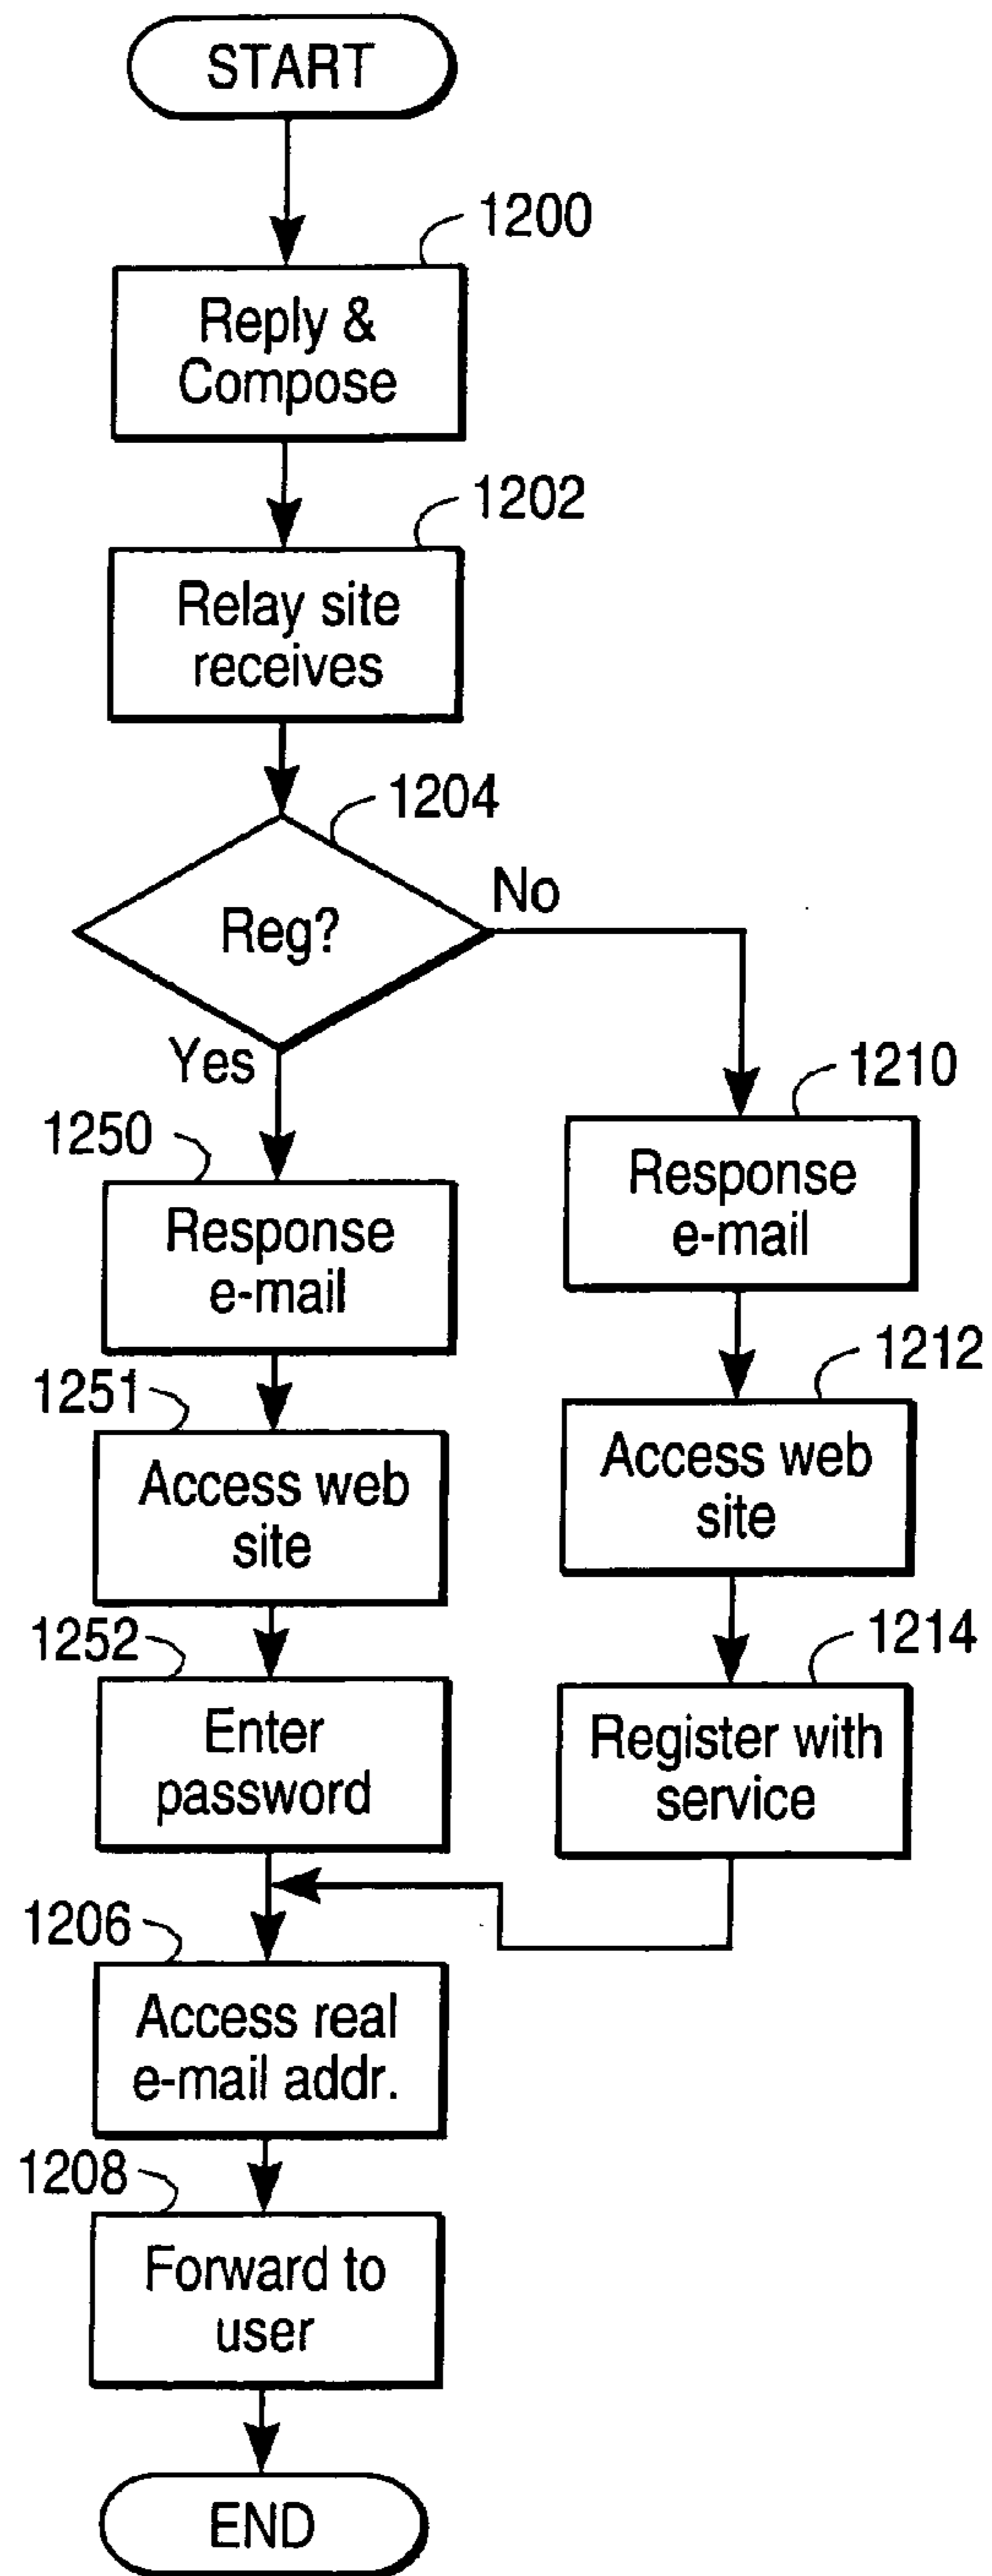 START
1200
Reply &
Compose
1202
Relay site
receives
1204
Reg?
No
Yes
1210
1250
Response
e-mail
Response
e-mail
1212
1251
Access web
site
Access web
site
1214
1252
Enter
password
Register with
service
1206
Access real
e-mail addr.
1208
Forward to
user
END